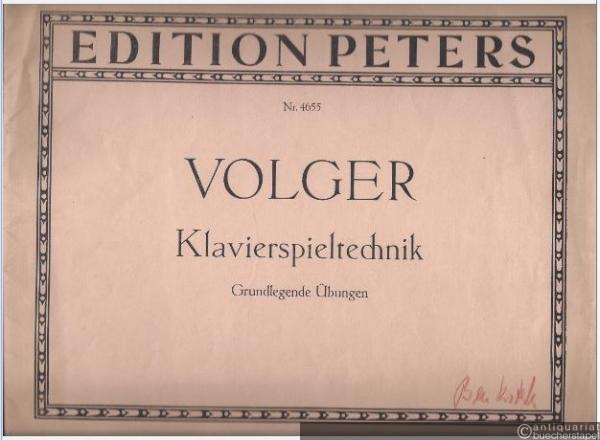 EDITION PETERS
Nr. 4655
VOLGER
Klavierspieltechnik
Grundlegende Übungen
antiquariat
buecherstapel